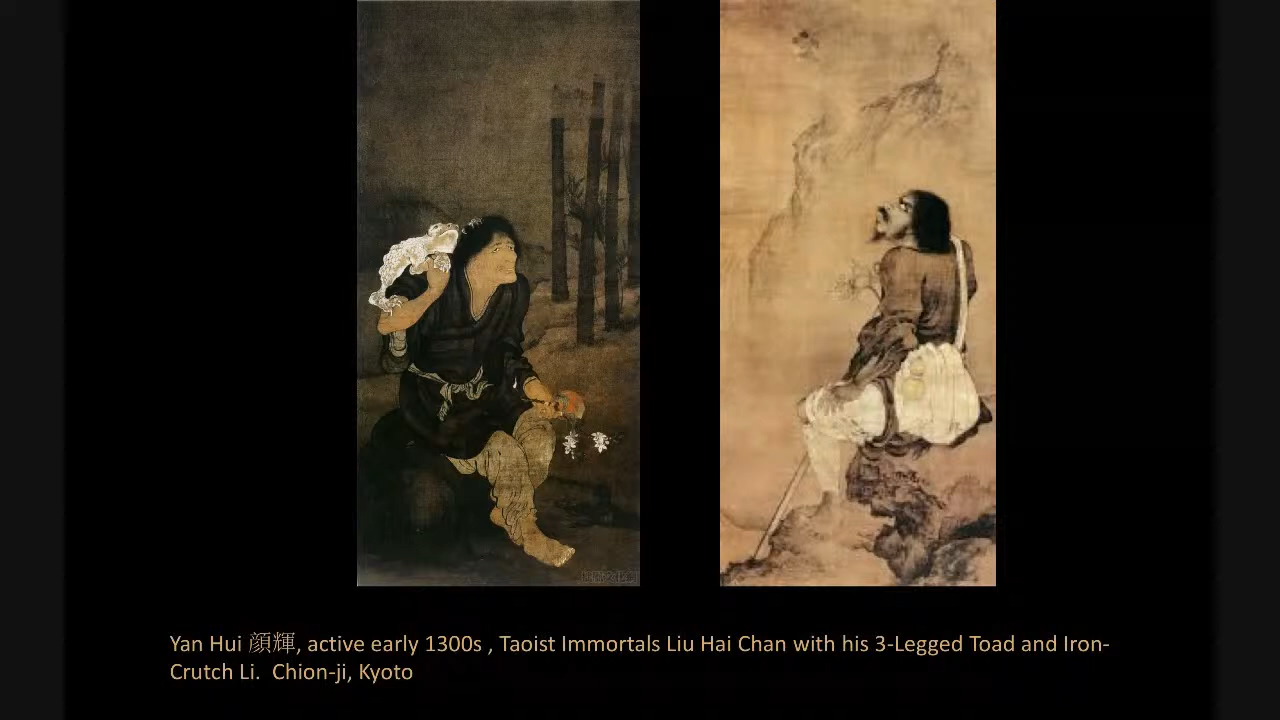 Yan Hui 顔輝, active early 1300s , Taoist Immortals Liu Hai Chan with his 3-Legged Toad and Iron-
Crutch Li.  Chion-ji, Kyoto